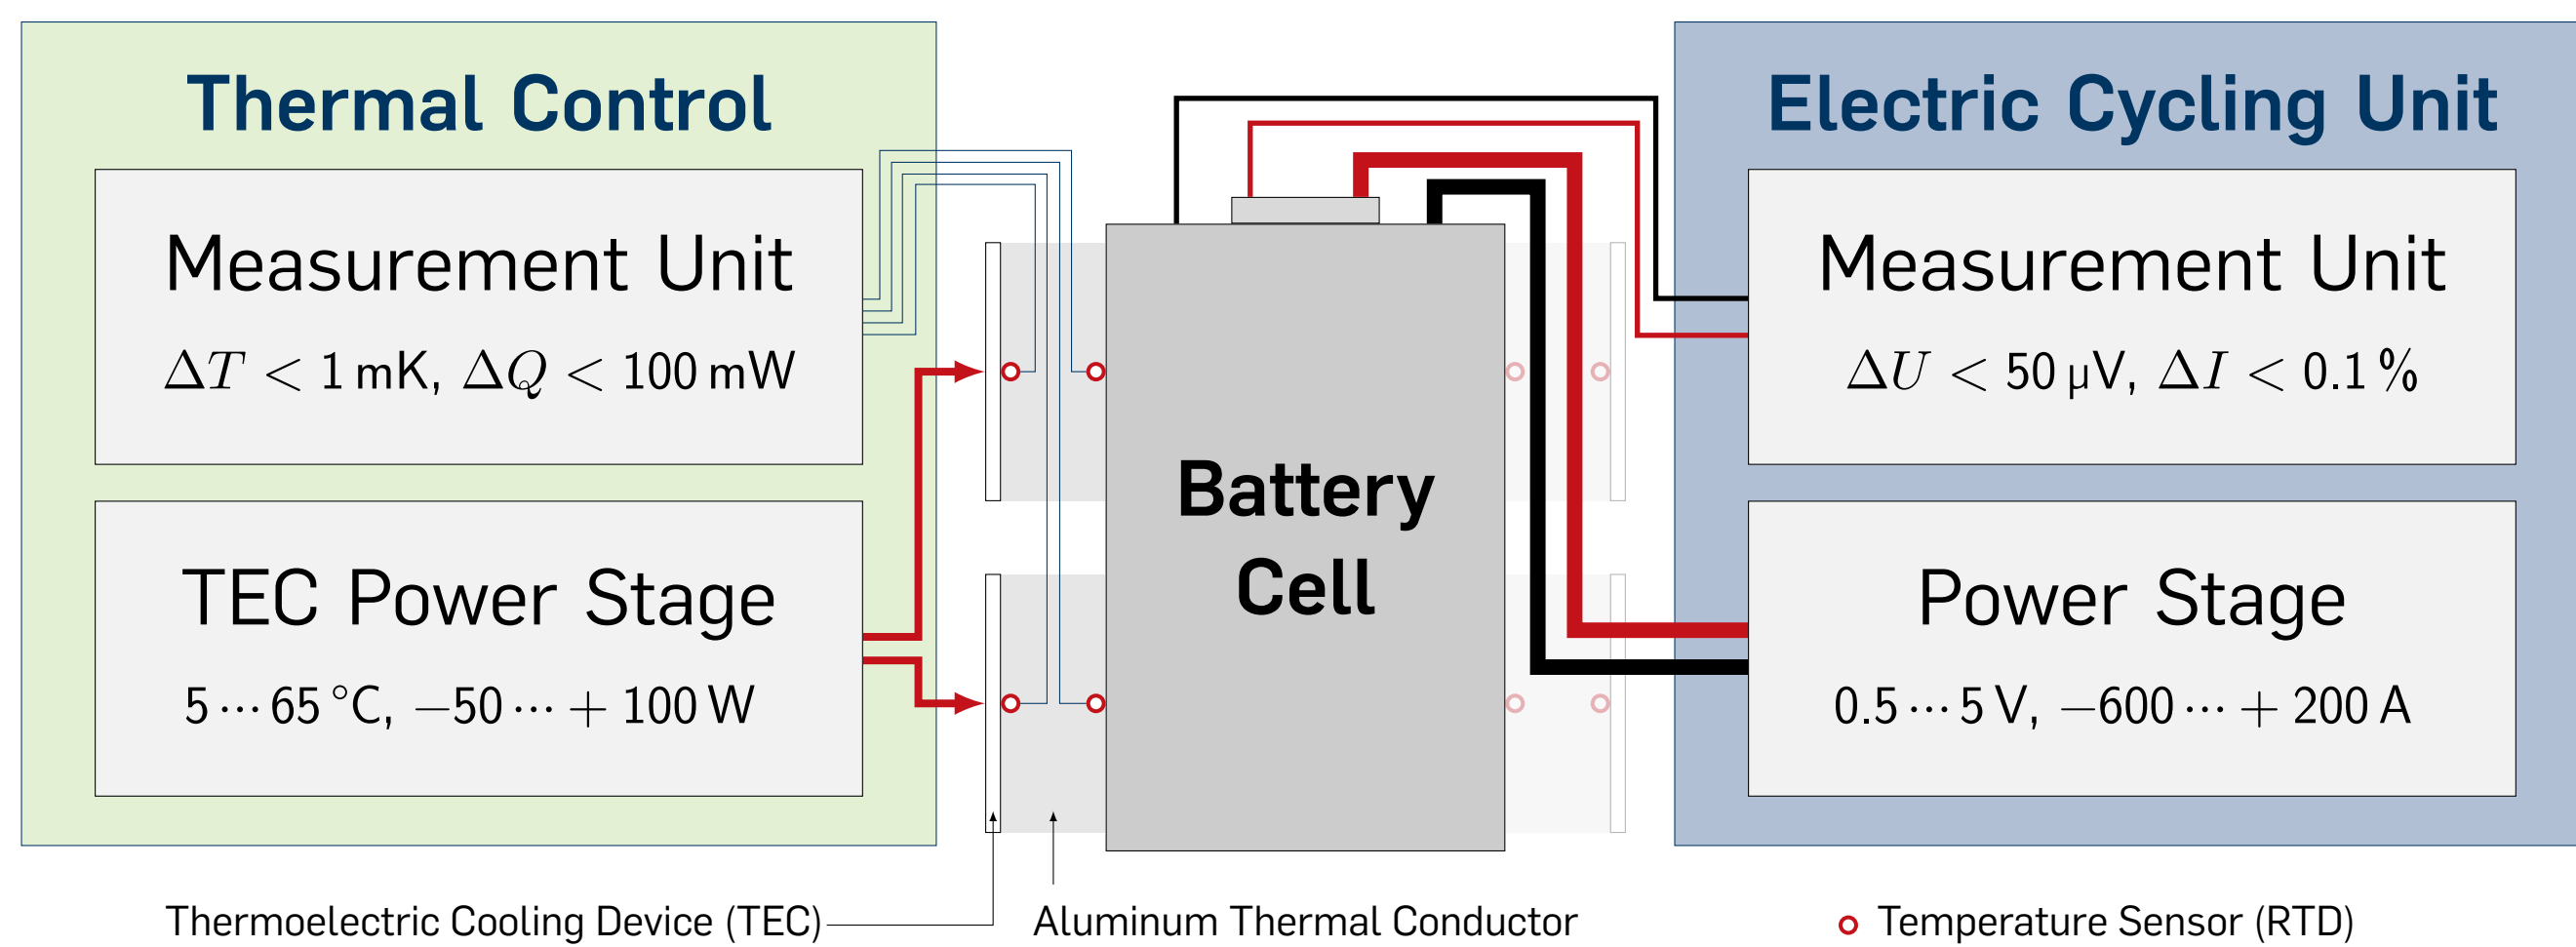 Thermal Control
Measurement Unit
ΔT < 1 mK, ΔQ < 100 mW
TEC Power Stage
5 ⋯ 65 °C, −50 ⋯ + 100 W
Battery
Cell
Electric Cycling Unit
Measurement Unit
ΔU < 50 µV, ΔI < 0.1 %
Power Stage
0.5 ⋯ 5 V, −600 ⋯ + 200 A
Thermoelectric Cooling Device (TEC)
Aluminum Thermal Conductor
Temperature Sensor (RTD)